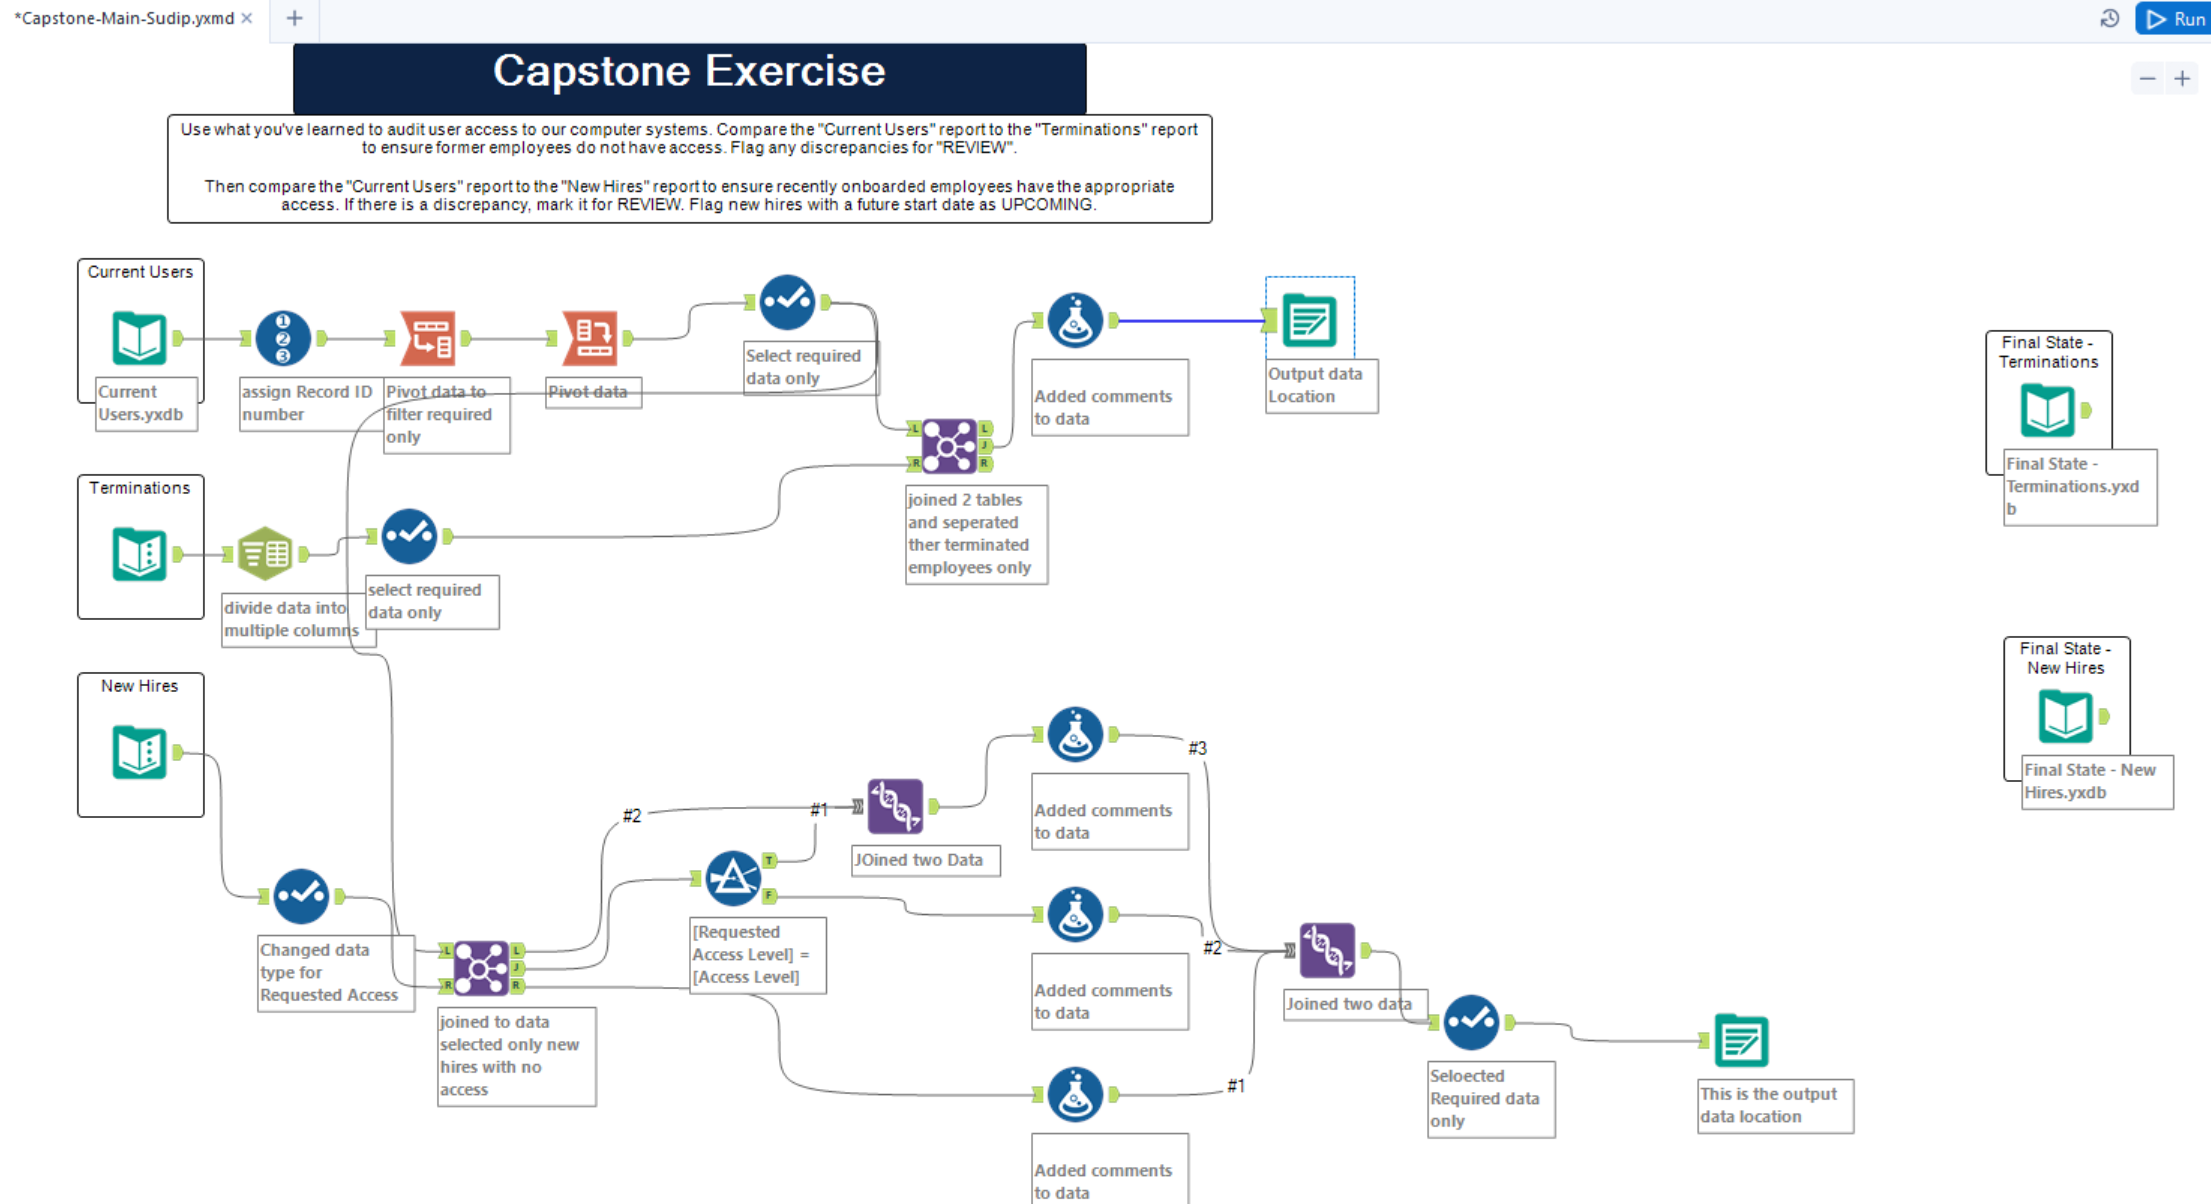 *Capstone-Main-Sudip.yxmd
Run
Capstone Exercise
Use what you've learned to audit user access to our computer systems. Compare the "Current Users" report to the "Terminations" report
to ensure former employees do not have access. Flag any discrepancies for "REVIEW".
Then compare the "Current Users" report to the "New Hires" report to ensure recently onboarded employees have the appropriate
access. If there is a discrepancy, mark it for REVIEW. Flag new hires with a future start date as UPCOMING.
Current Users
1
2
3
Current
Users.yxdb
assign Record ID
number
Pivot data to
filter required
only
Pivot data
Select required
data only
L
R
L
J
R
joined 2 tables
and seperated
ther terminated
employees only
Added comments
to data
Output data
Location
Final State -
Terminations
Final State -
Terminations.yxd
b
Terminations
divide data into
multiple columns
select required
data only
New Hires
Changed data
type for
Requested Access
L
R
L
J
R
joined to data
selected only new
hires with no
access
#2
#1
T
F
[Requested
Access Level] =
[Access Level]
JOined two Data
Added comments
to data
#3
Added comments
to data
#2
Added comments
to data
#1
Joined two data
Seloected
Required data
only
This is the output
data location
Final State -
New Hires
Final State - New
Hires.yxdb